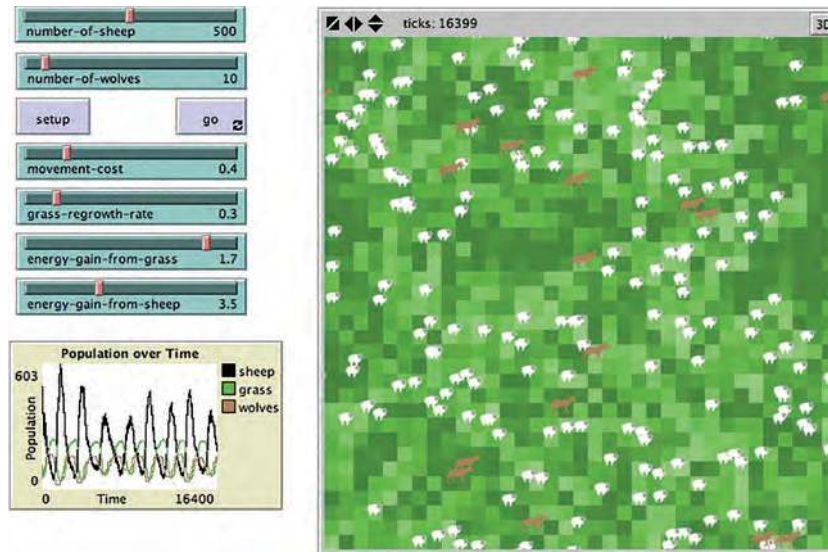 number-of-sheep 500
number-of-wolves 10
setup go
movement-cost 0.4
grass-regrowth-rate 0.3
energy-gain-from-grass 1.7
energy-gain-from-sheep 3.5
Population over Time
603
Population
0
0 Time 16400
sheep
grass
wolves
ticks: 16399
3D